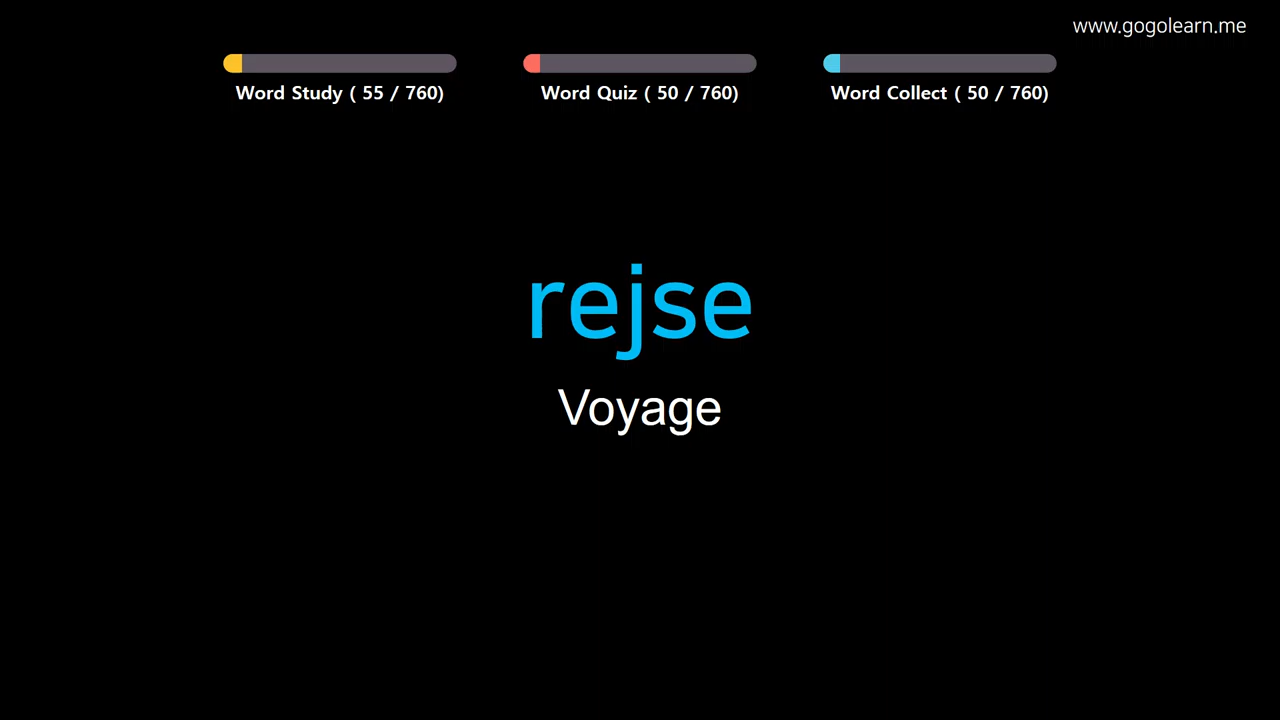 www.gogolearn.me
Word Study ( 55 / 760)
Word Quiz ( 50 / 760)
Word Collect ( 50 / 760)
rejse
Voyage